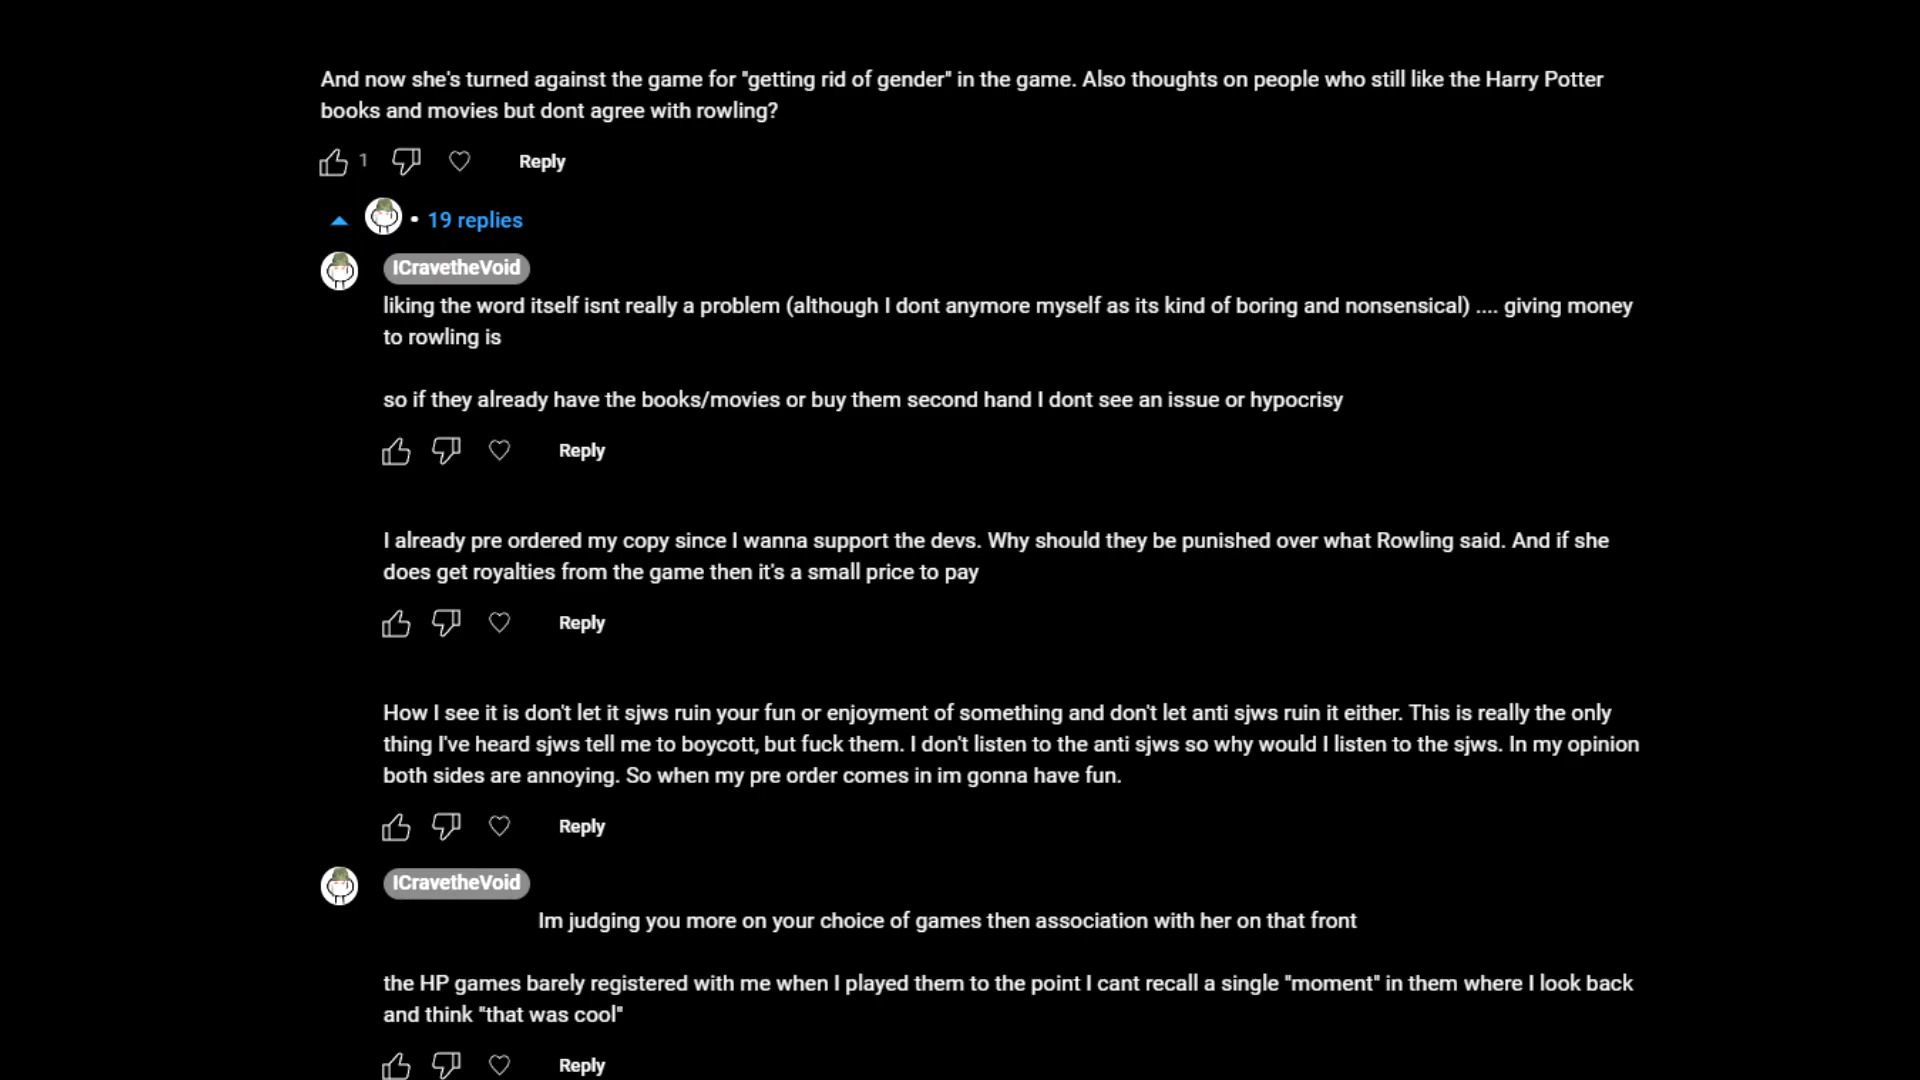 And now she's turned against the game for "getting rid of gender" in the game. Also thoughts on people who still like the Harry Potter
books and movies but dont agree with rowling?
1 Reply
• 19 replies
ICravetheVoid
liking the word itself isnt really a problem (although I dont anymore myself as its kind of boring and nonsensical) .... giving money
to rowling is
so if they already have the books/movies or buy them second hand I dont see an issue or hypocrisy
Reply
I already pre ordered my copy since I wanna support the devs. Why should they be punished over what Rowling said. And if she
does get royalties from the game then it's a small price to pay
Reply
How I see it is don't let it sjws ruin your fun or enjoyment of something and don't let anti sjws ruin it either. This is really the only
thing I've heard sjws tell me to boycott, but fuck them. I don't listen to the anti sjws so why would I listen to the sjws. In my opinion
both sides are annoying. So when my pre order comes in im gonna have fun.
Reply
ICravetheVoid
Im judging you more on your choice of games then association with her on that front
the HP games barely registered with me when I played them to the point I cant recall a single "moment" in them where I look back
and think "that was cool"
Reply